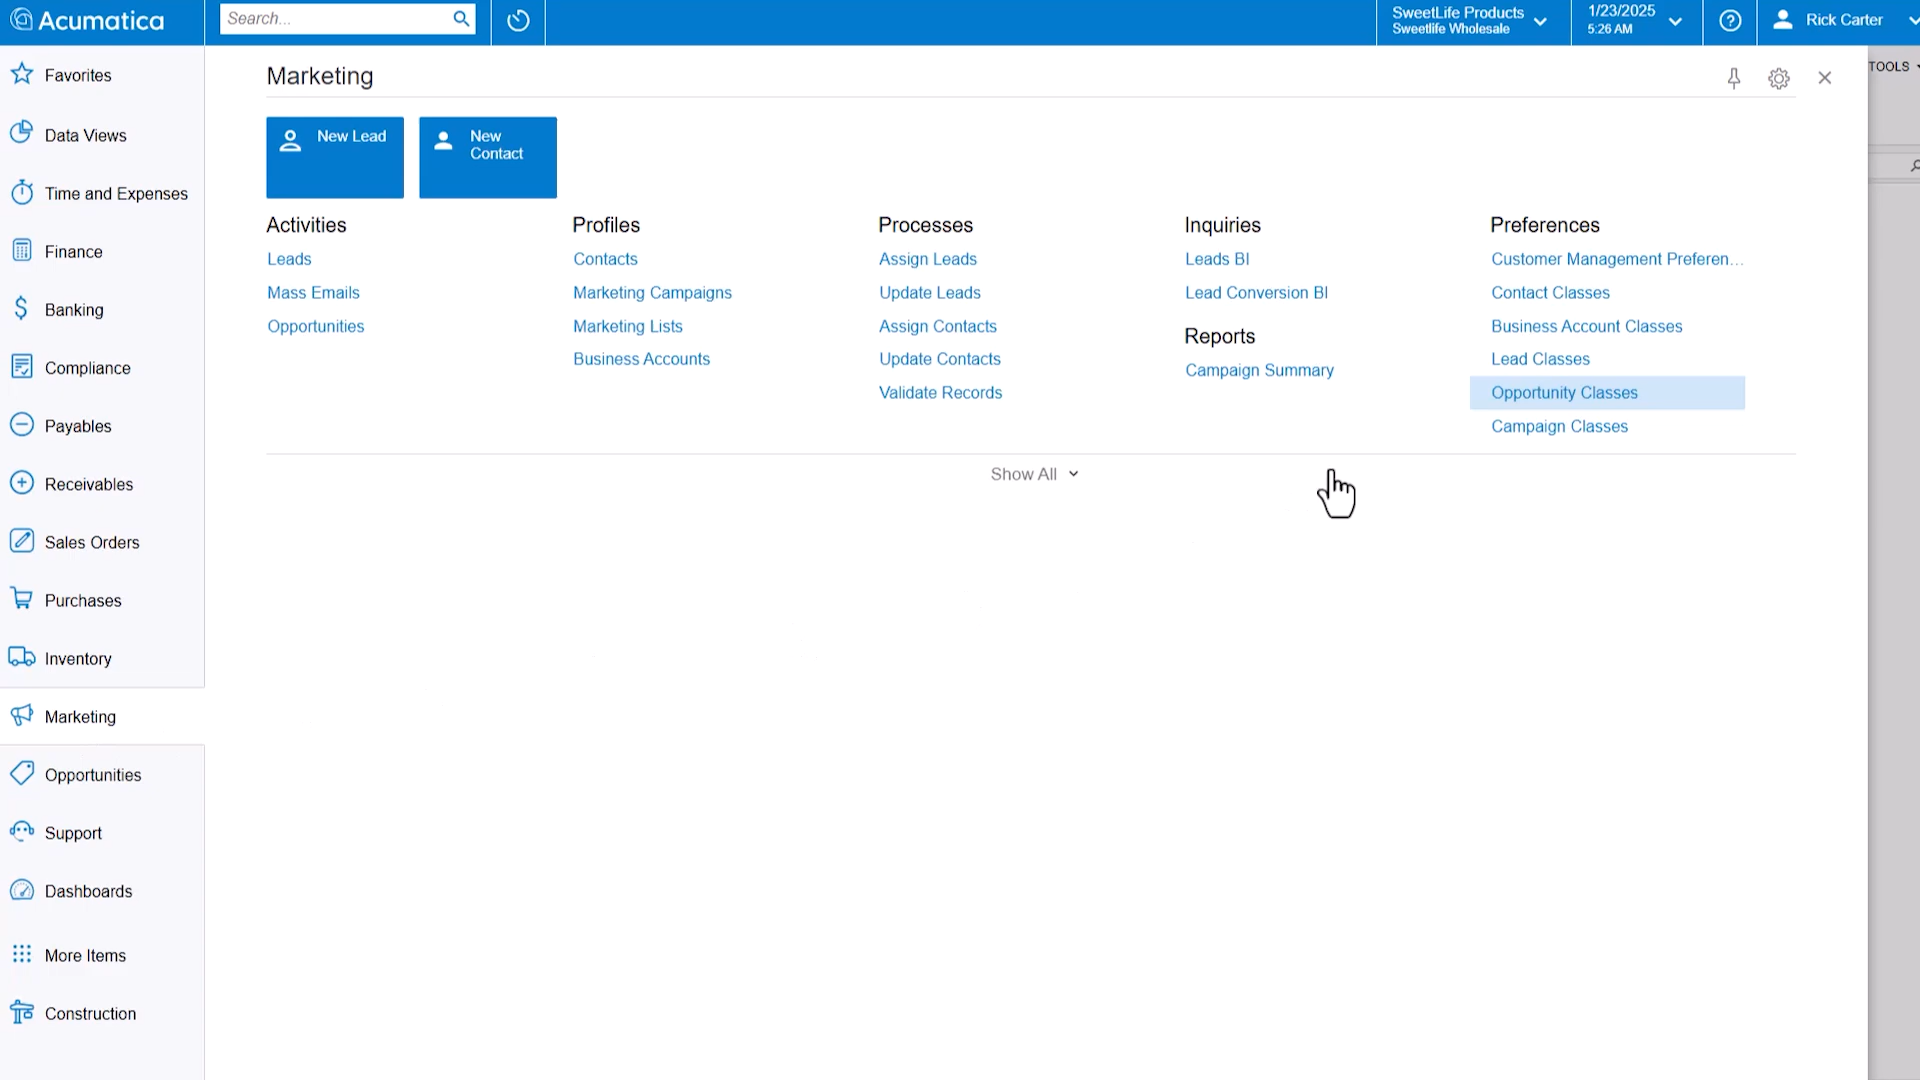 Acumatica
Search...
SweetLife Products
Sweetlife Wholesale
1/23/2025
5:26 AM
Rick Carter
TOOLS
Favorites
Data Views
Time and Expenses
Finance
Banking
Compliance
Payables
Receivables
Sales Orders
Purchases
Inventory
Marketing
Opportunities
Support
Dashboards
More Items
Construction
Marketing
New Lead
New
Contact
Activities
Leads
Mass Emails
Opportunities
Profiles
Contacts
Marketing Campaigns
Marketing Lists
Business Accounts
Processes
Assign Leads
Update Leads
Assign Contacts
Update Contacts
Validate Records
Inquiries
Leads BI
Lead Conversion BI
Reports
Campaign Summary
Preferences
Customer Management Preferen...
Contact Classes
Business Account Classes
Lead Classes
Opportunity Classes
Campaign Classes
Show All